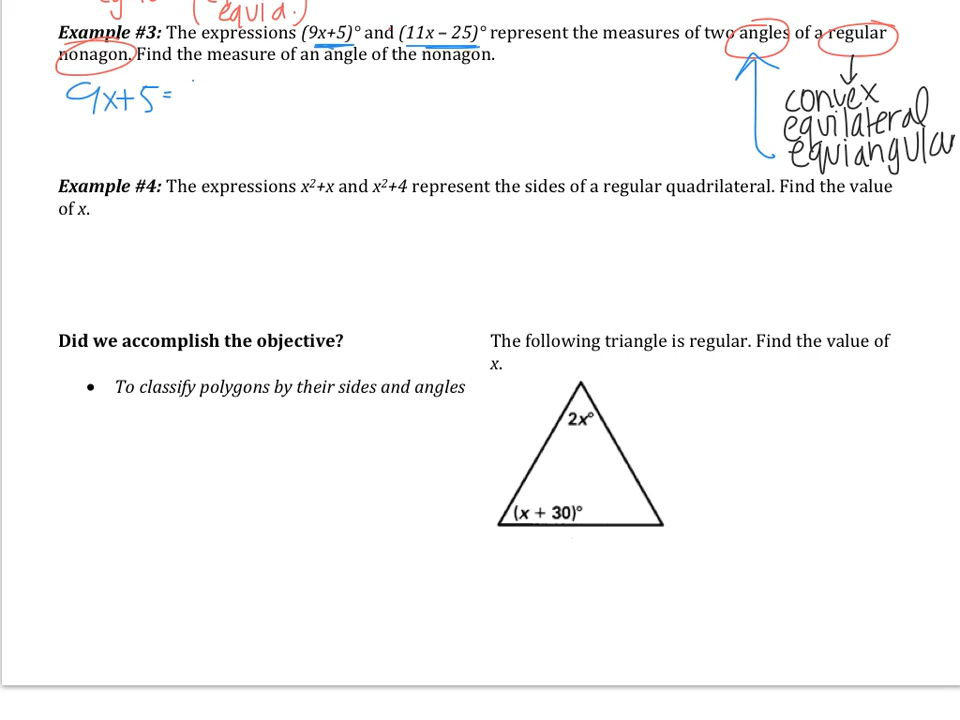 (equia.)
Example #3: The expressions (9x+5)° and (11x – 25)° represent the measures of two angles of a regular
nonagon. Find the measure of an angle of the nonagon.
9x+5=
convex
equilateral
equiangular
Example #4: The expressions x²+x and x²+4 represent the sides of a regular quadrilateral. Find the value
of x.
Did we accomplish the objective?
• To classify polygons by their sides and angles
The following triangle is regular. Find the value of
x.
2x°
(x + 30)°